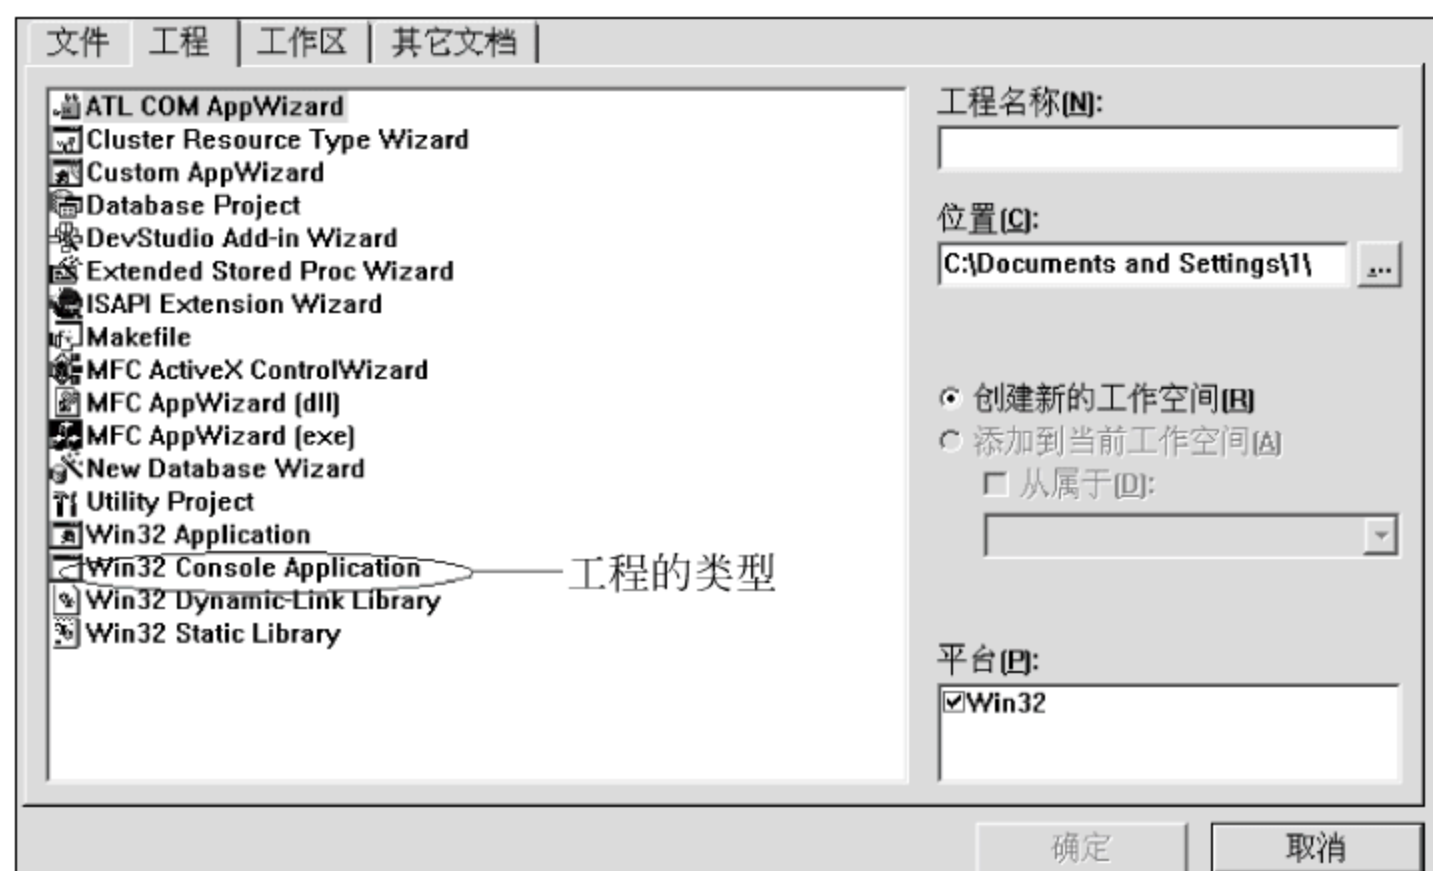 文件 工程 工作区 其它文档
ATL COM AppWizard
Cluster Resource Type Wizard
Custom AppWizard
Database Project
DevStudio Add-in Wizard
Extended Stored Proc Wizard
ISAPI Extension Wizard
Makefile
MFC ActiveX ControlWizard
MFC AppWizard (dll)
MFC AppWizard (exe)
New Database Wizard
Utility Project
Win32 Application
Win32 Console Application
工程的类型
Win32 Dynamic-Link Library
Win32 Static Library
工程名称(N):
位置(C):
C:\Documents and Settings\1\ ...
创建新的工作空间(R)
添加到当前工作空间(A)
从属于(D):
平台(P):
Win32
确定 取消